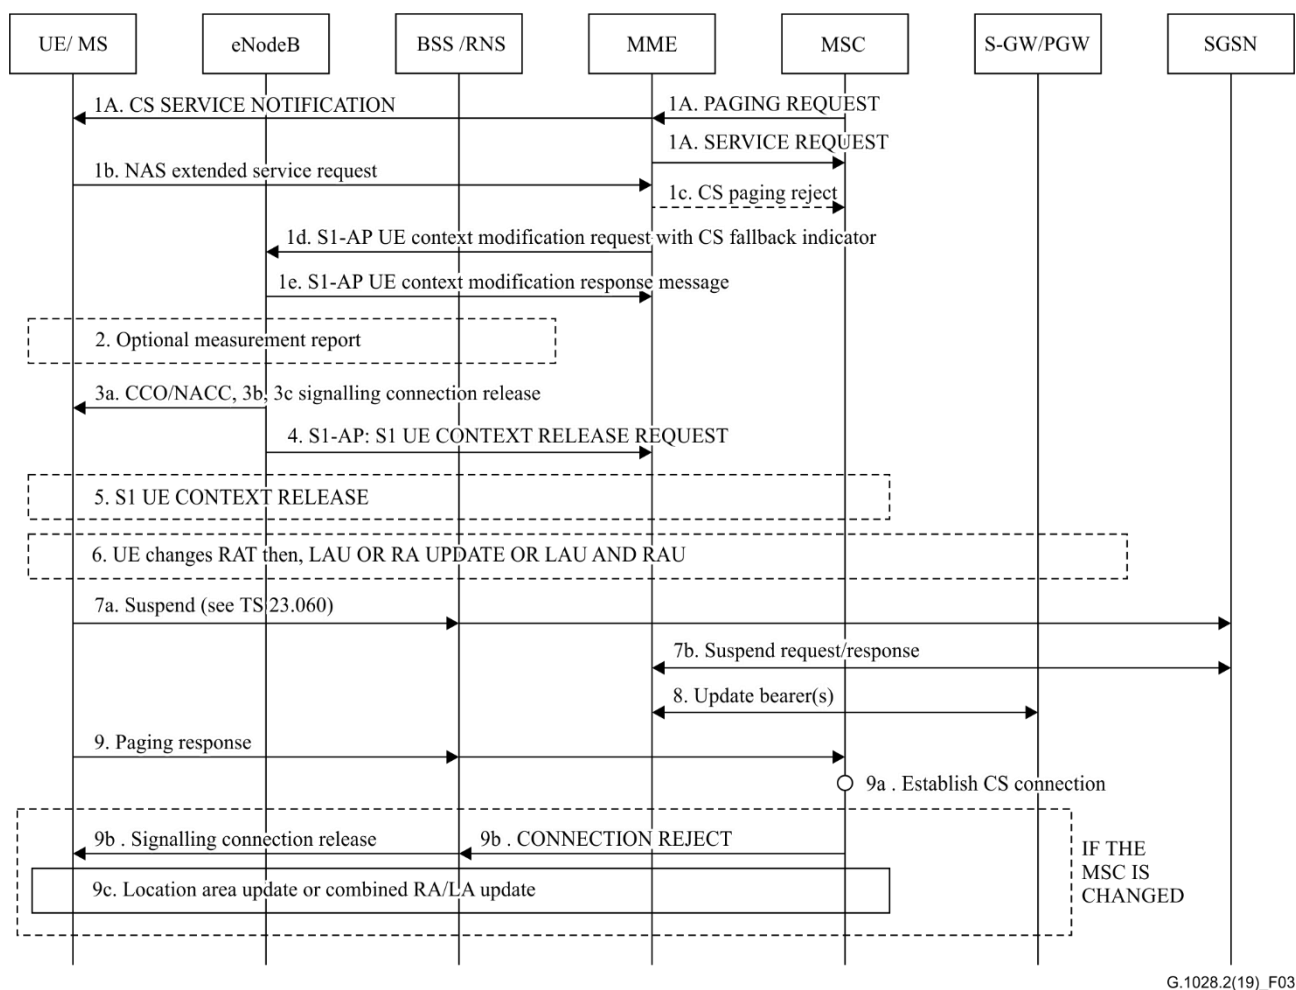 UE/ MS
eNodeB
BSS /RNS
MME
MSC
S-GW/PGW
SGSN
1A. CS SERVICE NOTIFICATION
1A. PAGING REQUEST
1A. SERVICE REQUEST
1b. NAS extended service request
1c. CS paging reject
1d. S1-AP UE context modification request with CS fallback indicator
1e. S1-AP UE context modification response message
2. Optional measurement report
3a. CCO/NACC, 3b, 3c signalling connection release
4. S1-AP: S1 UE CONTEXT RELEASE REQUEST
5. S1 UE CONTEXT RELEASE
6. UE changes RAT then, LAU OR RA UPDATE OR LAU AND RAU
7a. Suspend (see TS 23.060)
7b. Suspend request/response
8. Update bearer(s)
9. Paging response
9a . Establish CS connection
9b . Signalling connection release
9b . CONNECTION REJECT
IF THE
MSC IS
CHANGED
9c. Location area update or combined RA/LA update
G.1028.2(19)_F03